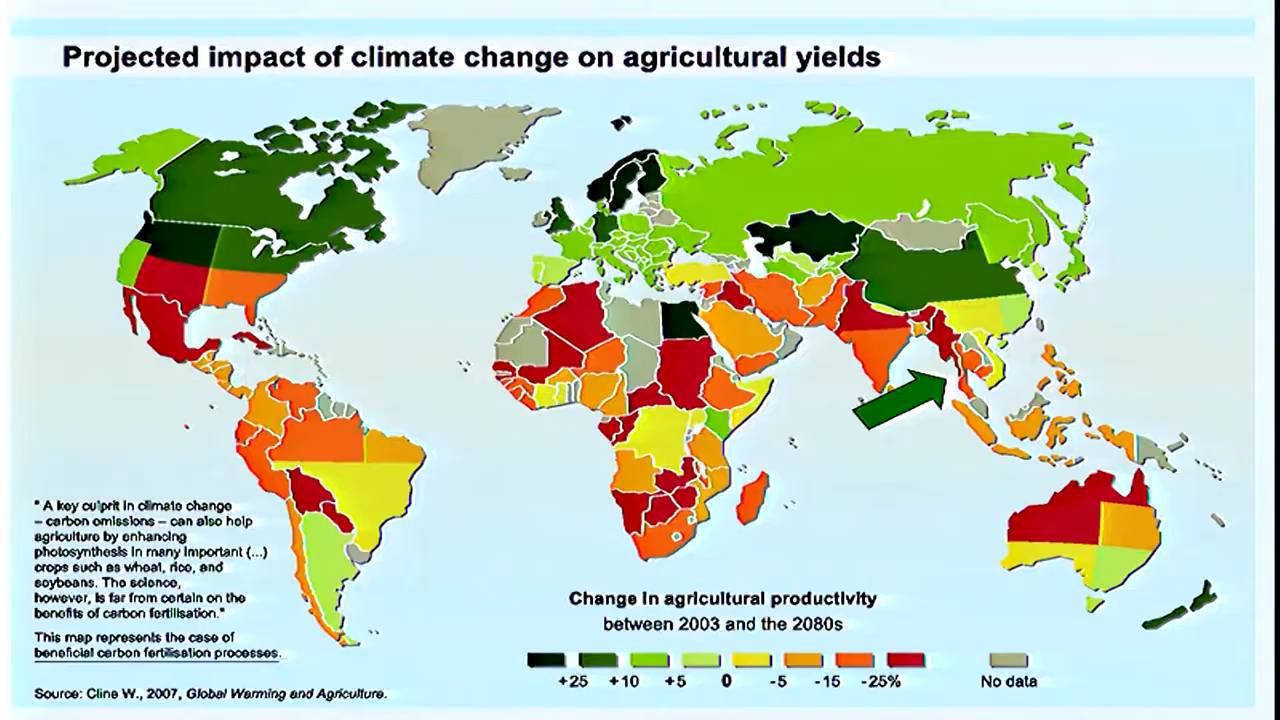 Projected impact of climate change on agricultural yields
" A key culprit in climate change
– carbon omissions – can also help
agriculture by enhancing
photosynthesis in many important (...)
crops such as wheat, rice, and
soybeans. The science,
however, is far from certain on the
benefits of carbon fertilisation."
This map represents the case of
beneficial carbon fertilisation processes.
Source: Cline W., 2007, Global Warming and Agriculture.
Change in agricultural productivity
between 2003 and the 2080s
+25 +10 +5 0 -5 -15 -25% No data